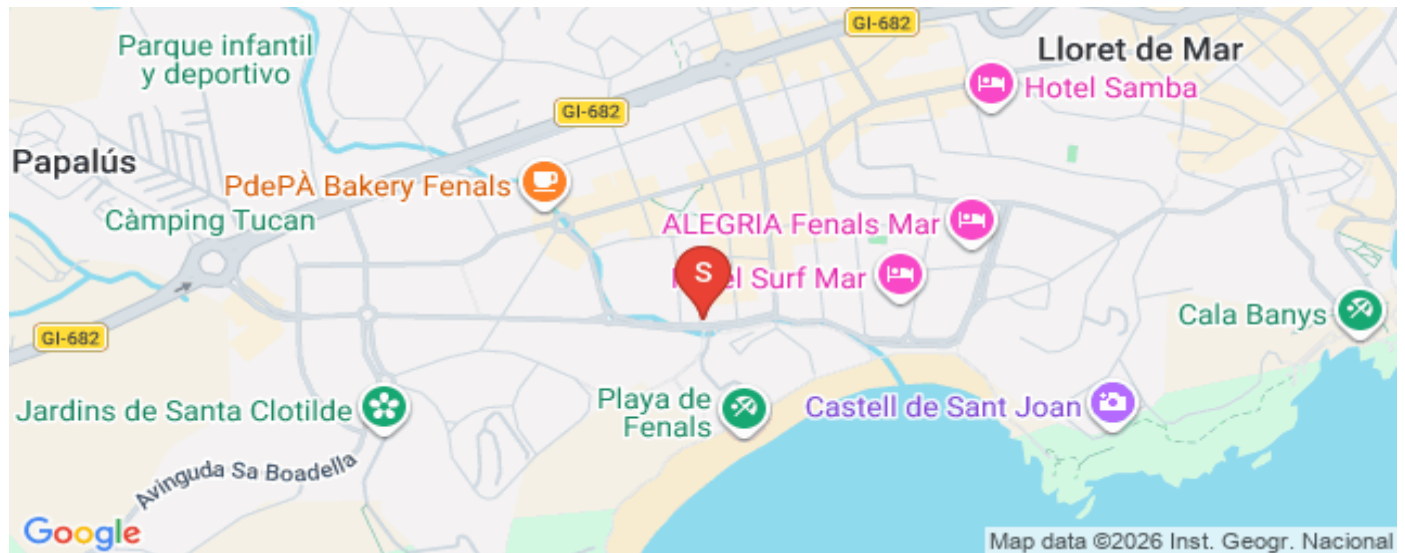 GI-682
Parque infantil
y deportivo
Lloret de Mar
Hotel Samba
GI-682
Papalús
PdePÀ Bakery Fenals
Càmping Tucan
ALEGRIA Fenals Mar
S
el Surf Mar
Cala Banys
GI-682
Jardins de Santa Clotilde
Playa de
Fenals
Castell de Sant Joan
Avinguda Sa Boadella
Google
Map data ©2026 Inst. Geogr. Nacional